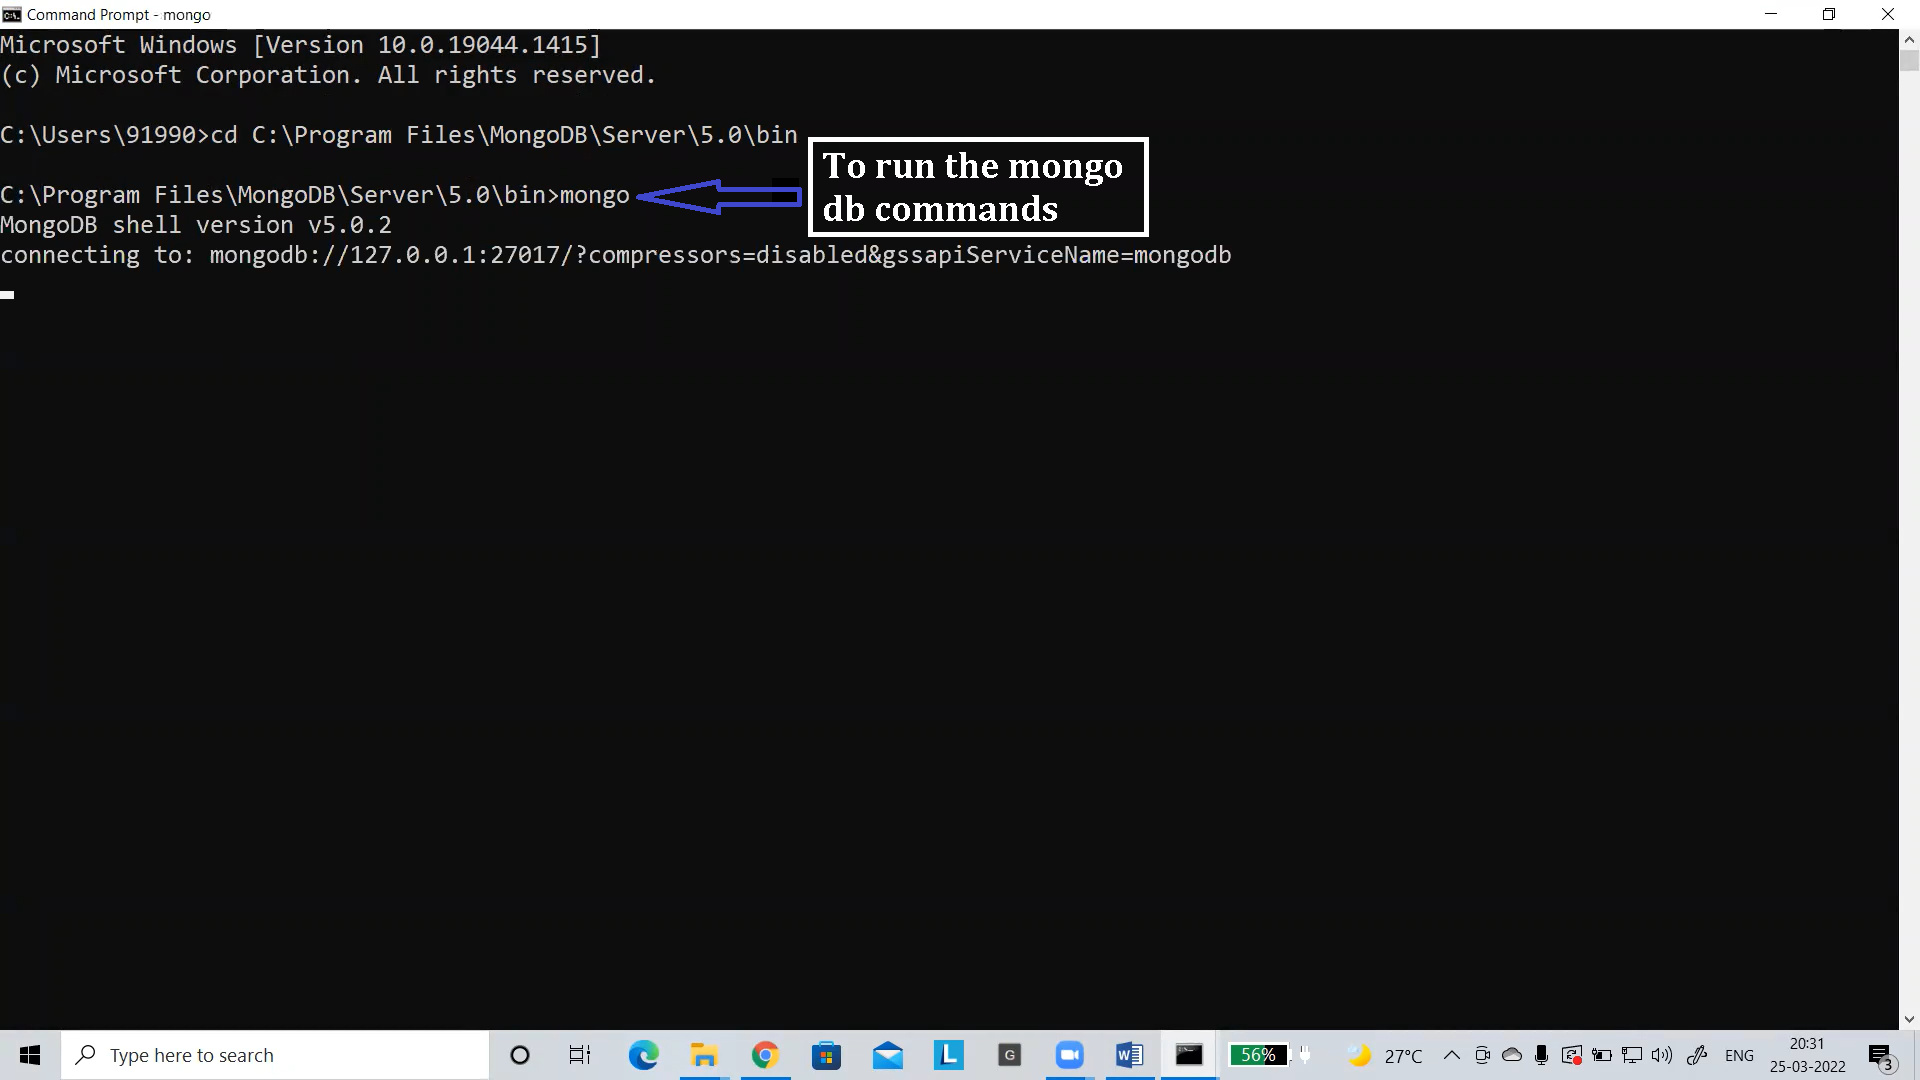 Command Prompt - mongo
Microsoft Windows [Version 10.0.19044.1415]
(c) Microsoft Corporation. All rights reserved.
C:\Users\91990>cd C:\Program Files\MongoDB\Server\5.0\bin
C:\Program Files\MongoDB\Server\5.0\bin>mongo
To run the mongo
db commands
MongoDB shell version v5.0.2
connecting to: mongodb://127.0.0.1:27017/?compressors=disabled&gssapiServiceName=mongodb
Type here to search
L
G
W
56%
27°C
ENG
20:31
25-03-2022
3